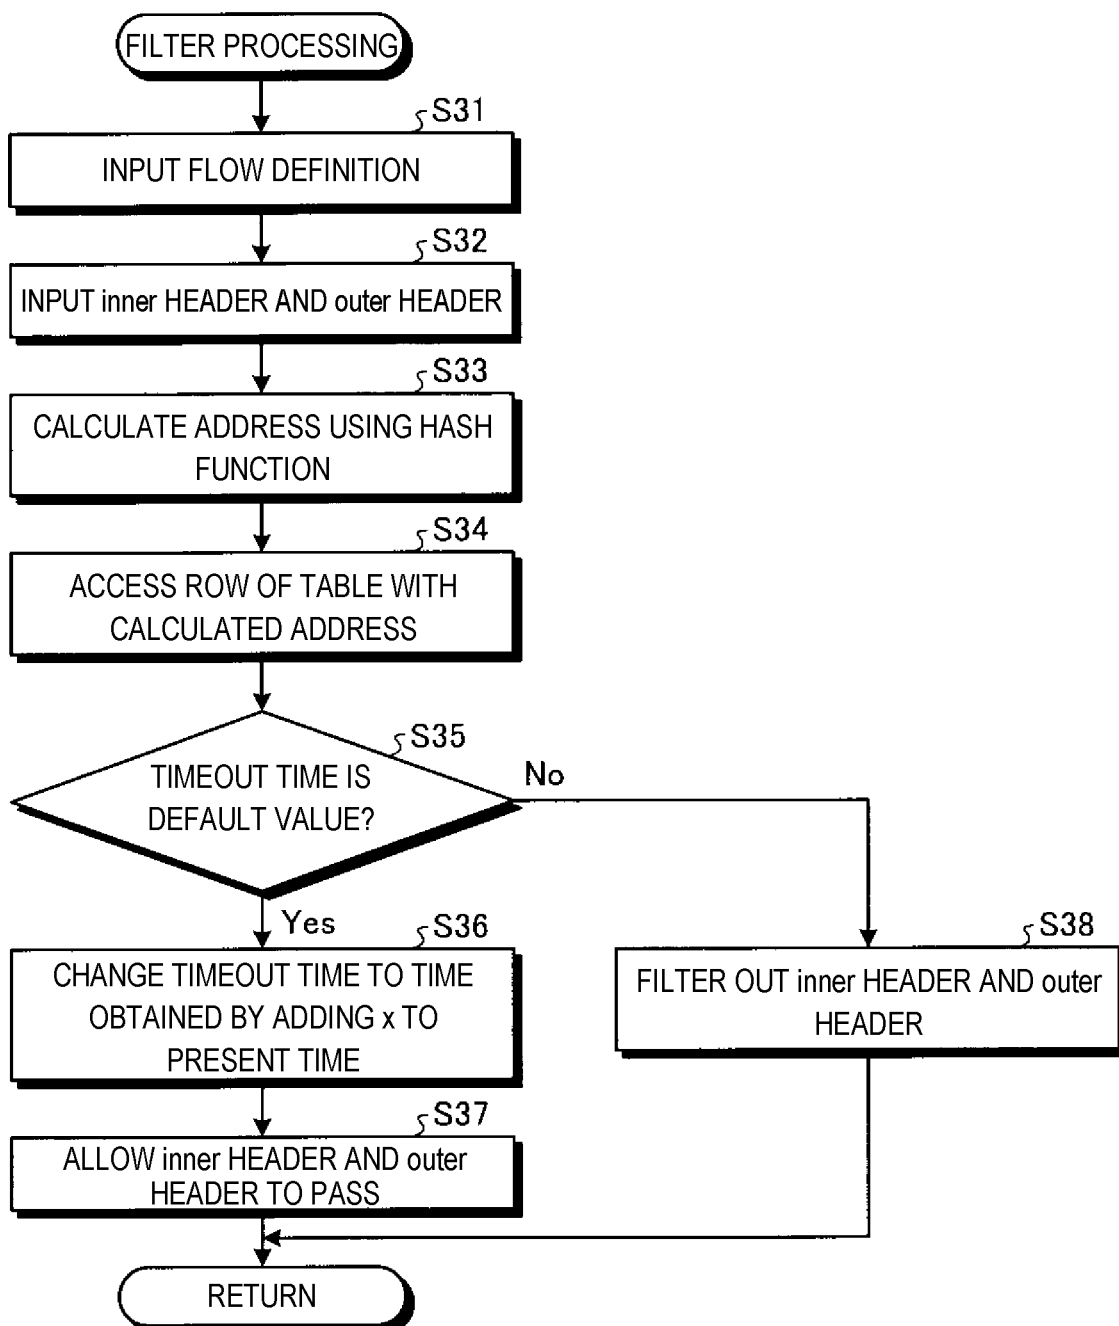 FILTER PROCESSING
S31
INPUT FLOW DEFINITION
S32
INPUT inner HEADER AND outer HEADER
S33
CALCULATE ADDRESS USING HASH
FUNCTION
S34
ACCESS ROW OF TABLE WITH
CALCULATED ADDRESS
S35
TIMEOUT TIME IS
DEFAULT VALUE?
No
Yes
S36
CHANGE TIMEOUT TIME TO TIME
OBTAINED BY ADDING x TO
PRESENT TIME
S38
FILTER OUT inner HEADER AND outer
HEADER
S37
ALLOW inner HEADER AND outer
HEADER TO PASS
RETURN